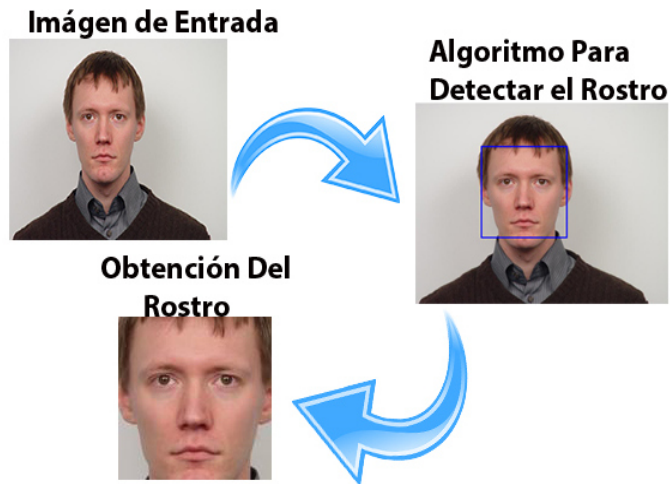 Imágen de Entrada
Algoritmo Para
Detectar el Rostro
Obtención Del
Rostro